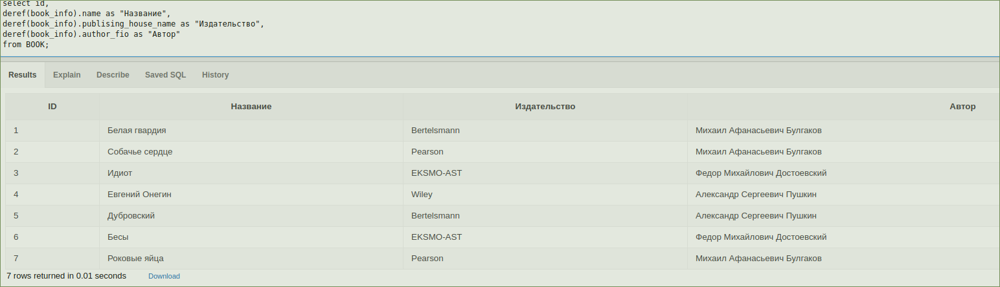 select id,
deref(book_info).name as "Название",
deref(book_info).publising_house_name as "Издательство",
deref(book_info).author_fio as "Автор"
from BOOK;
Results Explain Describe Saved SQL History
ID Название Издательство Автор
1 Белая гвардия Bertelsmann Михаил Афанасьевич Булгаков
2 Собачье сердце Pearson Михаил Афанасьевич Булгаков
3 Идиот EKSMO-AST Федор Михайлович Достоевский
4 Евгений Онегин Wiley Александр Сергеевич Пушкин
5 Дубровский Bertelsmann Александр Сергеевич Пушкин
6 Бесы EKSMO-AST Федор Михайлович Достоевский
7 Роковые яйца Pearson Михаил Афанасьевич Булгаков
7 rows returned in 0.01 seconds Download